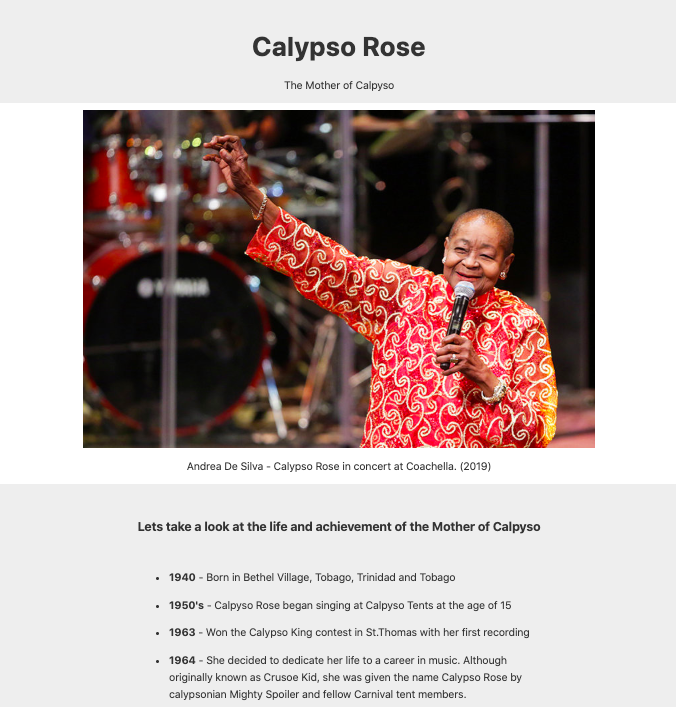 Calypso Rose
The Mother of Calpyso
YAMAHA
Andrea De Silva - Calypso Rose in concert at Coachella. (2019)
Lets take a look at the life and achievement of the Mother of Calpyso
• 1940 - Born in Bethel Village, Tobago, Trinidad and Tobago
• 1950's - Calpyso Rose began singing at Calypso Tents at the age of 15
• 1963 - Won the Calypso King contest in St.Thomas with her first recording
• 1964 - She decided to dedicate her life to a career in music. Although
originally known as Crusoe Kid, she was given the name Calypso Rose by
calypsonian Mighty Spoiler and fellow Carnival tent members.